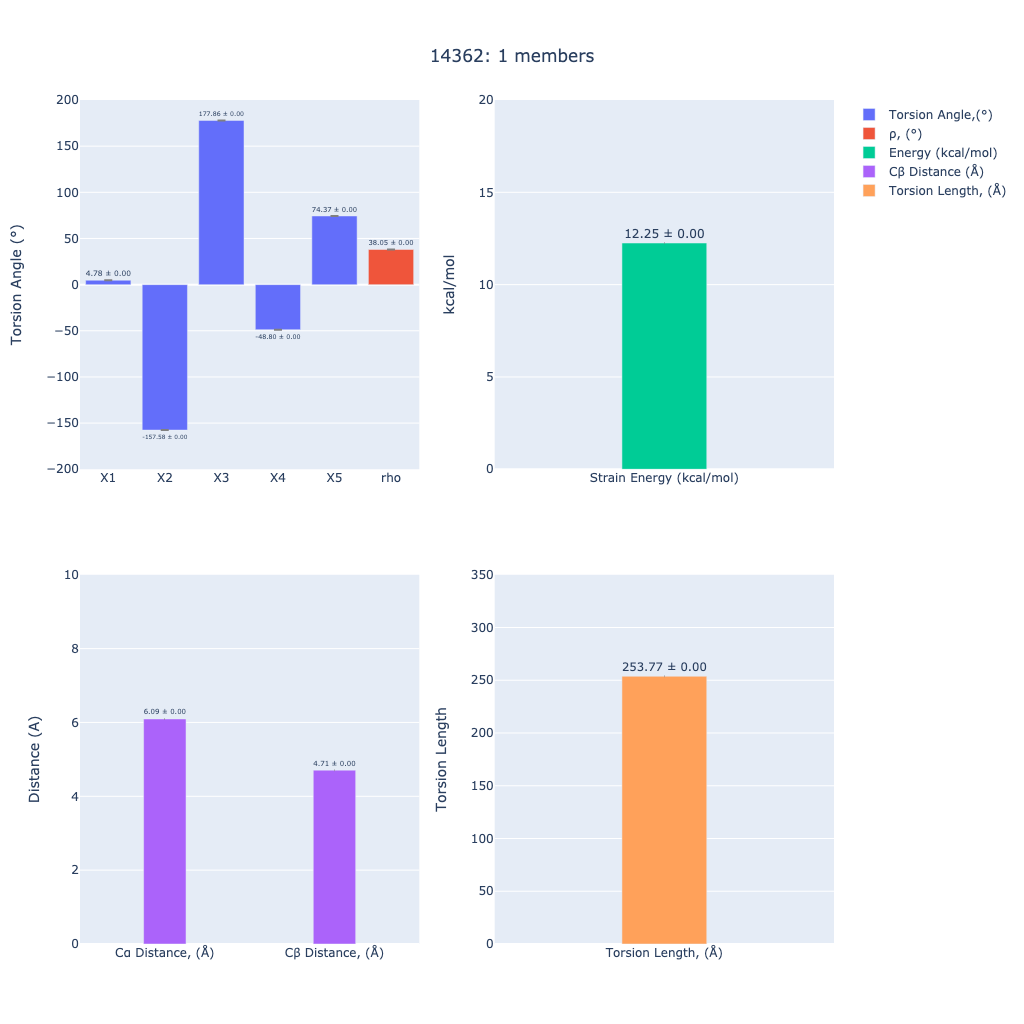 14362: 1 members
Torsion Angle (°)
200
150
100
50
0
−50
−100
−150
−200
4.78 ± 0.00
-157.58 ± 0.00
177.86 ± 0.00
-48.80 ± 0.00
74.37 ± 0.00
38.05 ± 0.00
X1 X2 X3 X4 X5 rho
kcal/mol
20
15
10
5
0
12.25 ± 0.00
Strain Energy (kcal/mol)
Torsion Angle,(°)
ρ, (°)
Energy (kcal/mol)
Cβ Distance (Å)
Torsion Length, (Å)
Distance (A)
10
8
6
4
2
0
6.09 ± 0.00
4.71 ± 0.00
Cα Distance, (Å) Cβ Distance, (Å)
Torsion Length
350
300
250
200
150
100
50
0
253.77 ± 0.00
Torsion Length, (Å)